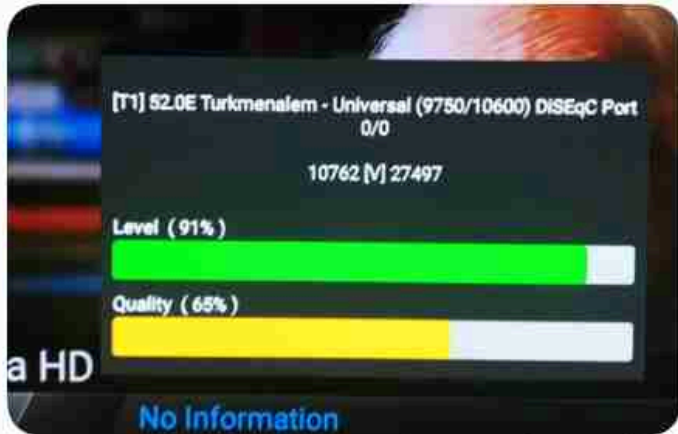 [T1] 52.0E Turkmenalem - Universal (9750/10600) DiSEqC Port
0/0
10762 [V] 27497
Level ( 91% )
Quality ( 65% )
a HD
No Information